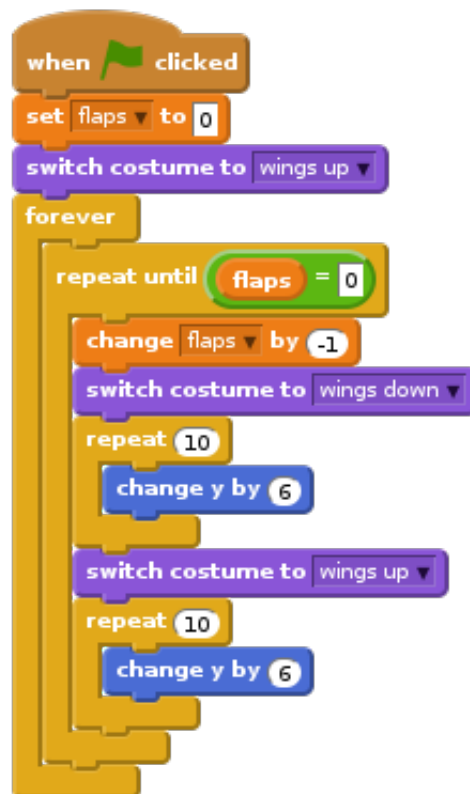 when clicked
set flaps to 0
switch costume to wings up
forever
repeat until flaps = 0
change flaps by -1
switch costume to wings down
repeat 10
change y by 6
switch costume to wings up
repeat 10
change y by 6